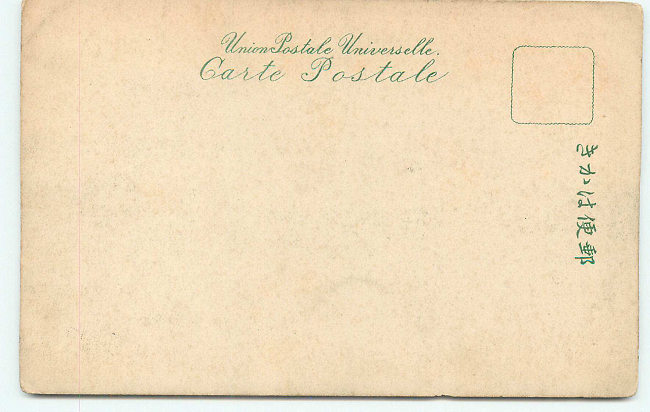 Union Postale Universelle.
Carte Postale
きかは便郵